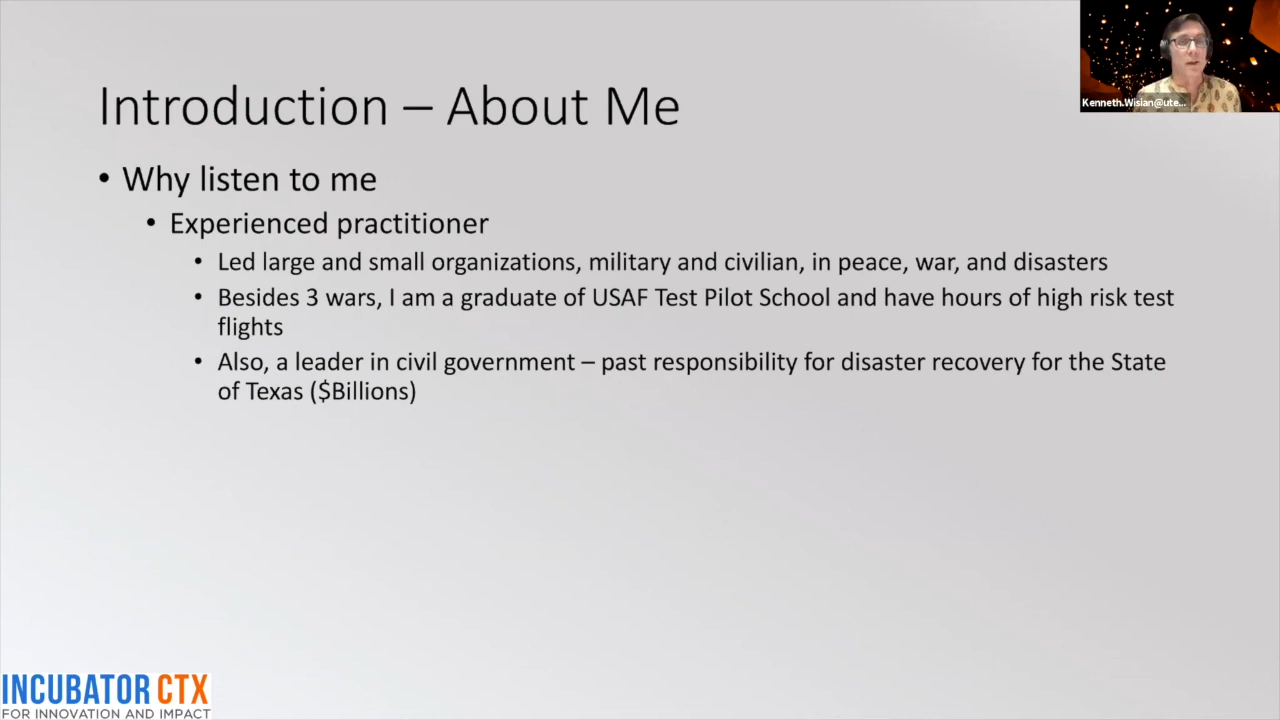 Kenneth.Wisian@ute...
Introduction – About Me
• Why listen to me
• Experienced practitioner
• Led large and small organizations, military and civilian, in peace, war, and disasters
• Besides 3 wars, I am a graduate of USAF Test Pilot School and have hours of high risk test
flights
• Also, a leader in civil government – past responsibility for disaster recovery for the State
of Texas ($Billions)
INCUBATOR CTX
FOR INNOVATION AND IMPACT